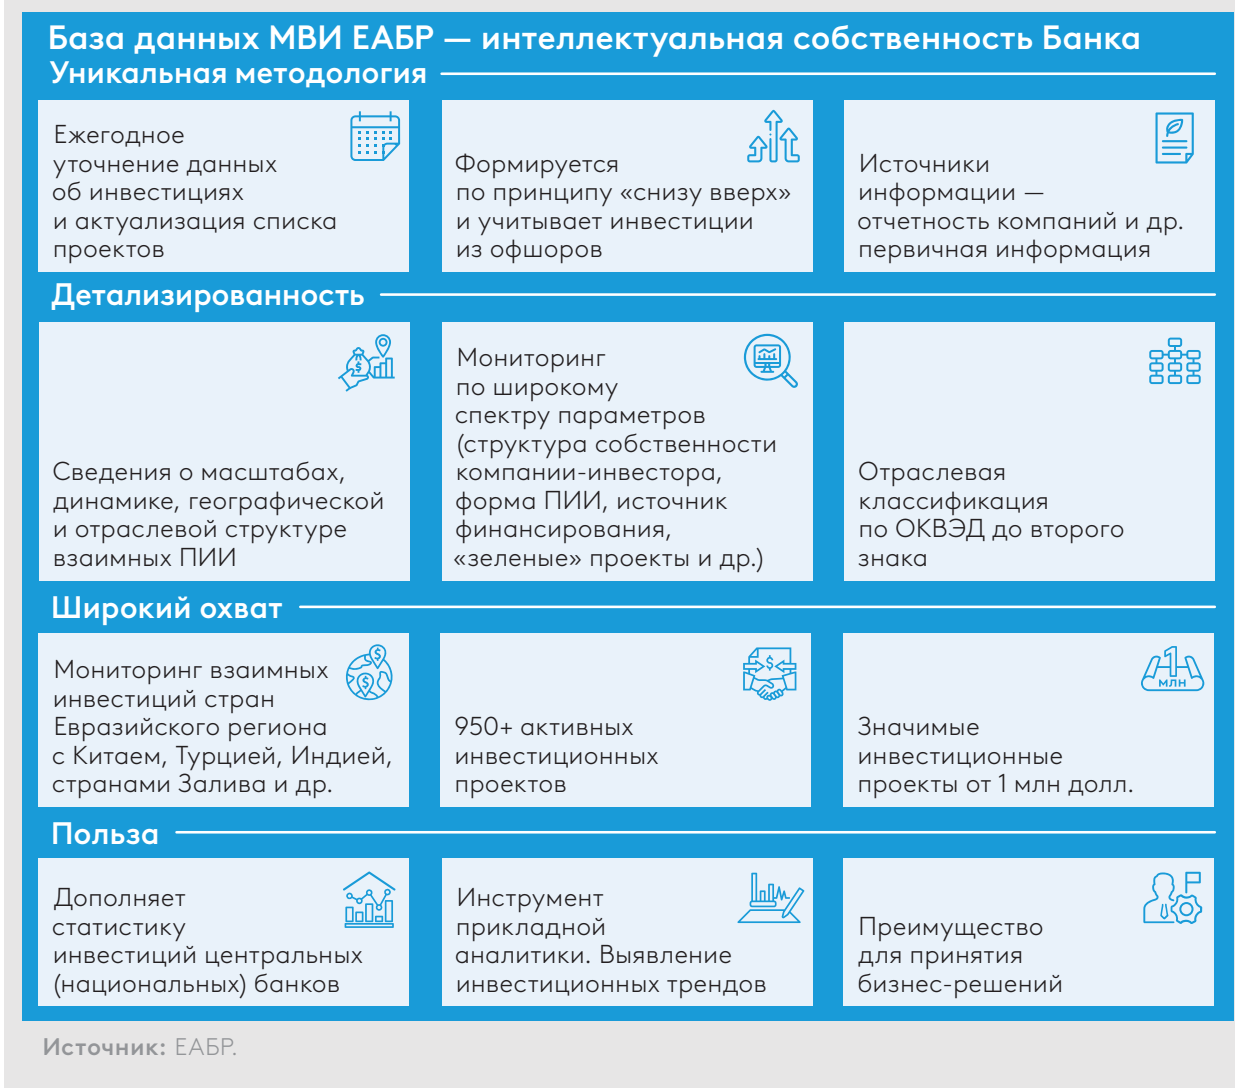 База данных МВИ ЕАБР — интеллектуальная собственность Банка
Уникальная методология
Ежегодное
уточнение данных
об инвестициях
и актуализация списка
проектов
Формируется
по принципу «снизу вверх»
и учитывает инвестиции
из офшоров
Источники
информации —
отчетность компаний и др.
первичная информация
Детализированность
Сведения о масштабах,
динамике, географической
и отраслевой структуре
взаимных ПИИ
Мониторинг
по широкому
спектру параметров
(структура собственности
компании-инвестора,
форма ПИИ, источник
финансирования,
«зеленые» проекты и др.)
Отраслевая
классификация
по ОКВЭД до второго
знака
Широкий охват
Мониторинг взаимных
инвестиций стран
Евразийского региона
с Китаем, Турцией, Индией,
странами Залива и др.
950+ активных
инвестиционных
проектов
1
МЛН
Значимые
инвестиционные
проекты от 1 млн долл.
Польза
Дополняет
статистику
инвестиций центральных
(национальных) банков
Инструмент
прикладной
аналитики. Выявление
инвестиционных трендов
Преимущество
для принятия
бизнес-решений
Источник: ЕАБР.